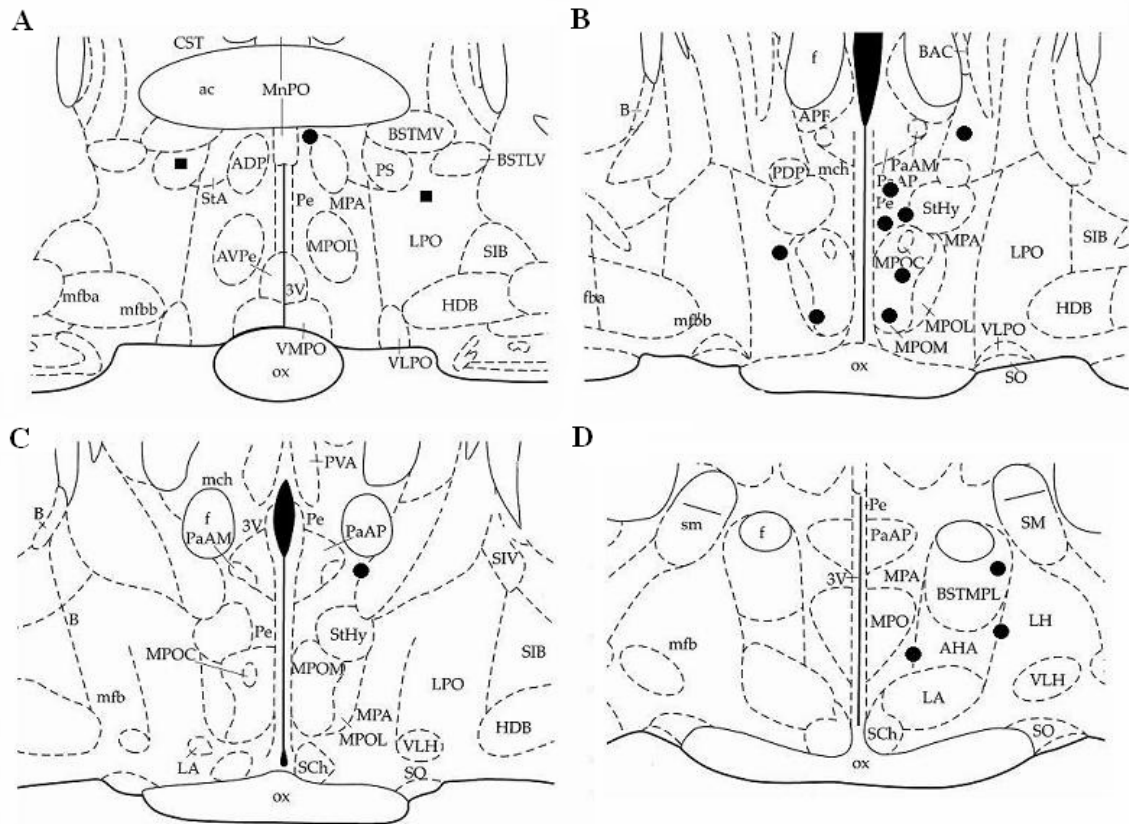 A
CST
ac
MnPO
BSTMV
ADP
PS
BSTLV
StA
Pe
MPA
AVPe
MPOL
LPO
SIB
mfba
mfbb
3V
HDB
VMPO
VLPO
ox
B
f
BAC
B
APF
PDP
mch
PaAM
PaAP
Pe
StHy
MPA
LPO
SIB
MPOC
fba
mfbb
MPOL
VLPO
HDB
MPOM
ox
SO
C
mch
PVA
B
f
3V
Pe
PaAP
PaAM
SIV
B
Pe
StHy
SIB
MPOC
MPOM
mfb
LPO
MPA
HDB
MPOL
VLH
LA
SCh
SO
ox
D
Pe
sm
f
PaAP
SM
3V
MPA
BSTMPL
MPO
LH
mfb
AHA
VLH
LA
SCh
SO
ox